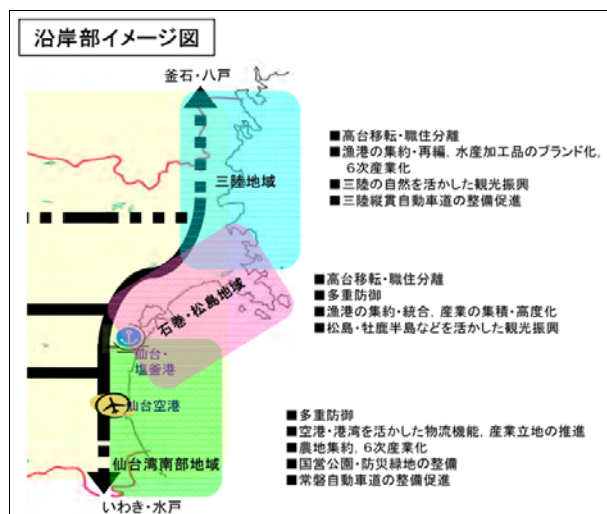 沿岸部イメージ図
釜石・八戸
三陸地域
■高台移転・職住分離
■漁港の集約・再編，水産加工品のブランド化，
６次産業化
■三陸の自然を活かした観光振興
■三陸縦貫自動車道の整備促進
石巻・松島地域
■高台移転・職住分離
■多重防御
■漁港の集約・統合，産業の集積・高度化
■松島・牡鹿半島などを活かした観光振興
仙台・
塩釜港
仙台空港
仙台湾南部地域
■多重防御
■空港・港湾を活かした物流機能，産業立地の推進
■農地集約，６次産業化
■国営公園・防災緑地の整備
■常磐自動車道の整備促進
いわき・水戸